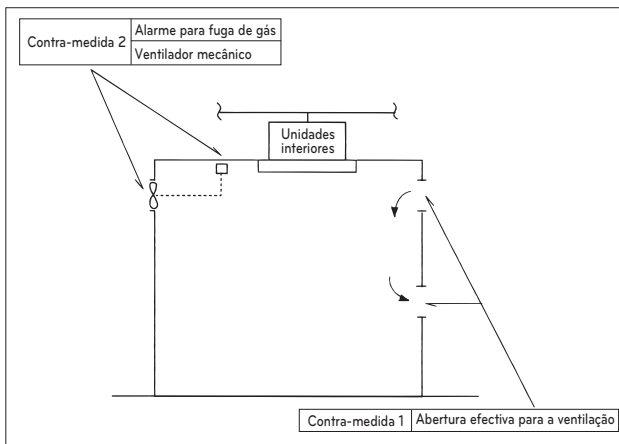 Contra-medida 2
Alarme para fuga de gás
Ventilador mecânico
Unidades
interiores
Contra-medida 1
Abertura efectiva para a ventilação